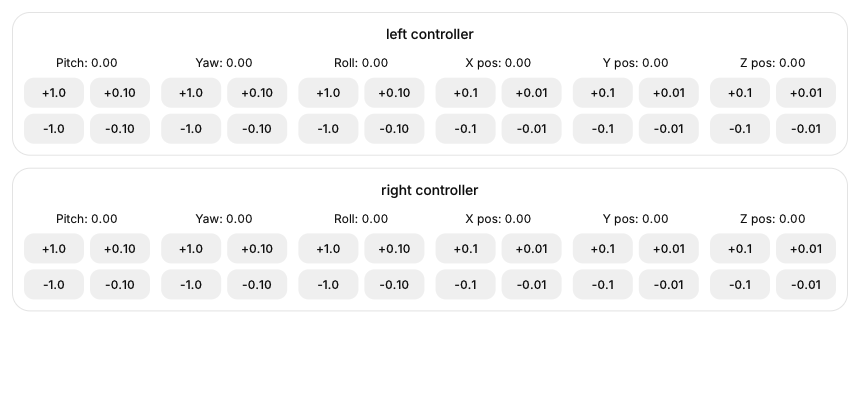 left controller
Pitch: 0.00 Yaw: 0.00 Roll: 0.00 X pos: 0.00 Y pos: 0.00 Z pos: 0.00
+1.0 +0.10 +1.0 +0.10 +1.0 +0.10 +0.1 +0.01 +0.1 +0.01 +0.1 +0.01
-1.0 -0.10 -1.0 -0.10 -1.0 -0.10 -0.1 -0.01 -0.1 -0.01 -0.1 -0.01
right controller
Pitch: 0.00 Yaw: 0.00 Roll: 0.00 X pos: 0.00 Y pos: 0.00 Z pos: 0.00
+1.0 +0.10 +1.0 +0.10 +1.0 +0.10 +0.1 +0.01 +0.1 +0.01 +0.1 +0.01
-1.0 -0.10 -1.0 -0.10 -1.0 -0.10 -0.1 -0.01 -0.1 -0.01 -0.1 -0.01